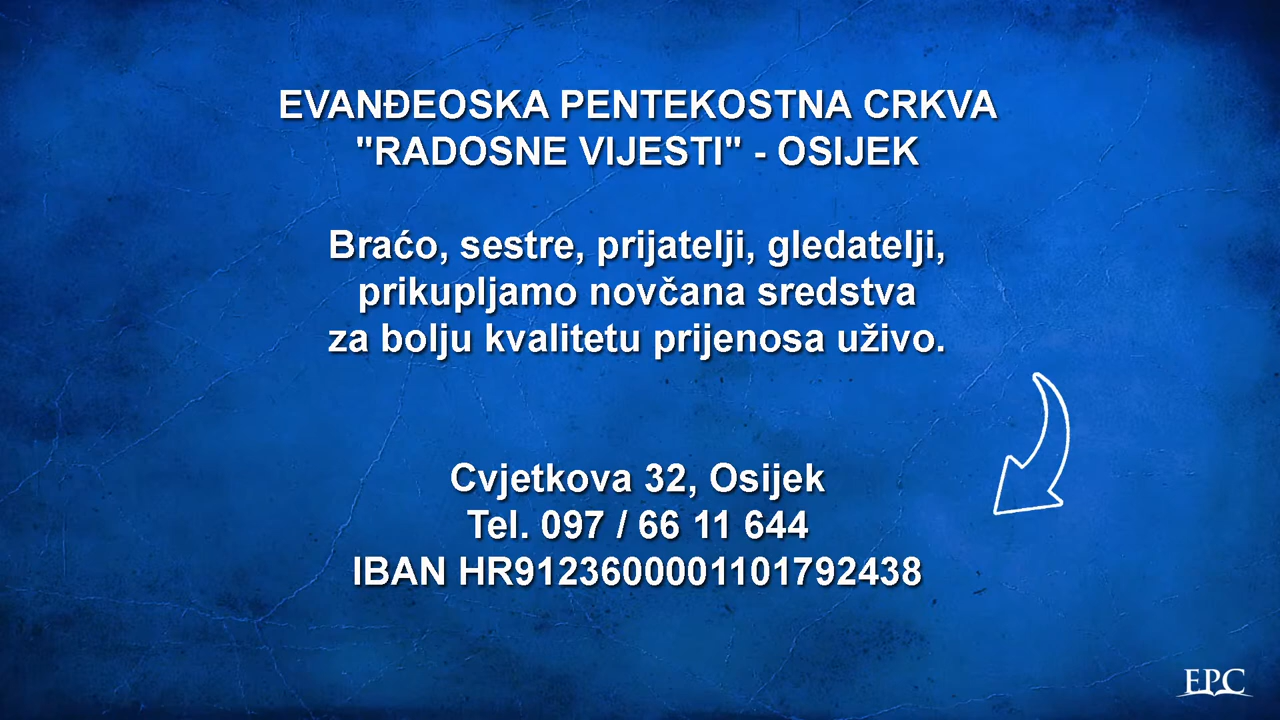 EVANĐEOSKA PENTEKOSTNA CRKVA
"RADOSNE VIJESTI" - OSIJEK
Braćo, sestre, prijatelji, gledatelji,
prikupljamo novčana sredstva
za bolju kvalitetu prijenosa uživo.
Cvjetkova 32, Osijek
Tel. 097 / 66 11 644
IBAN HR9123600001101792438
EPC